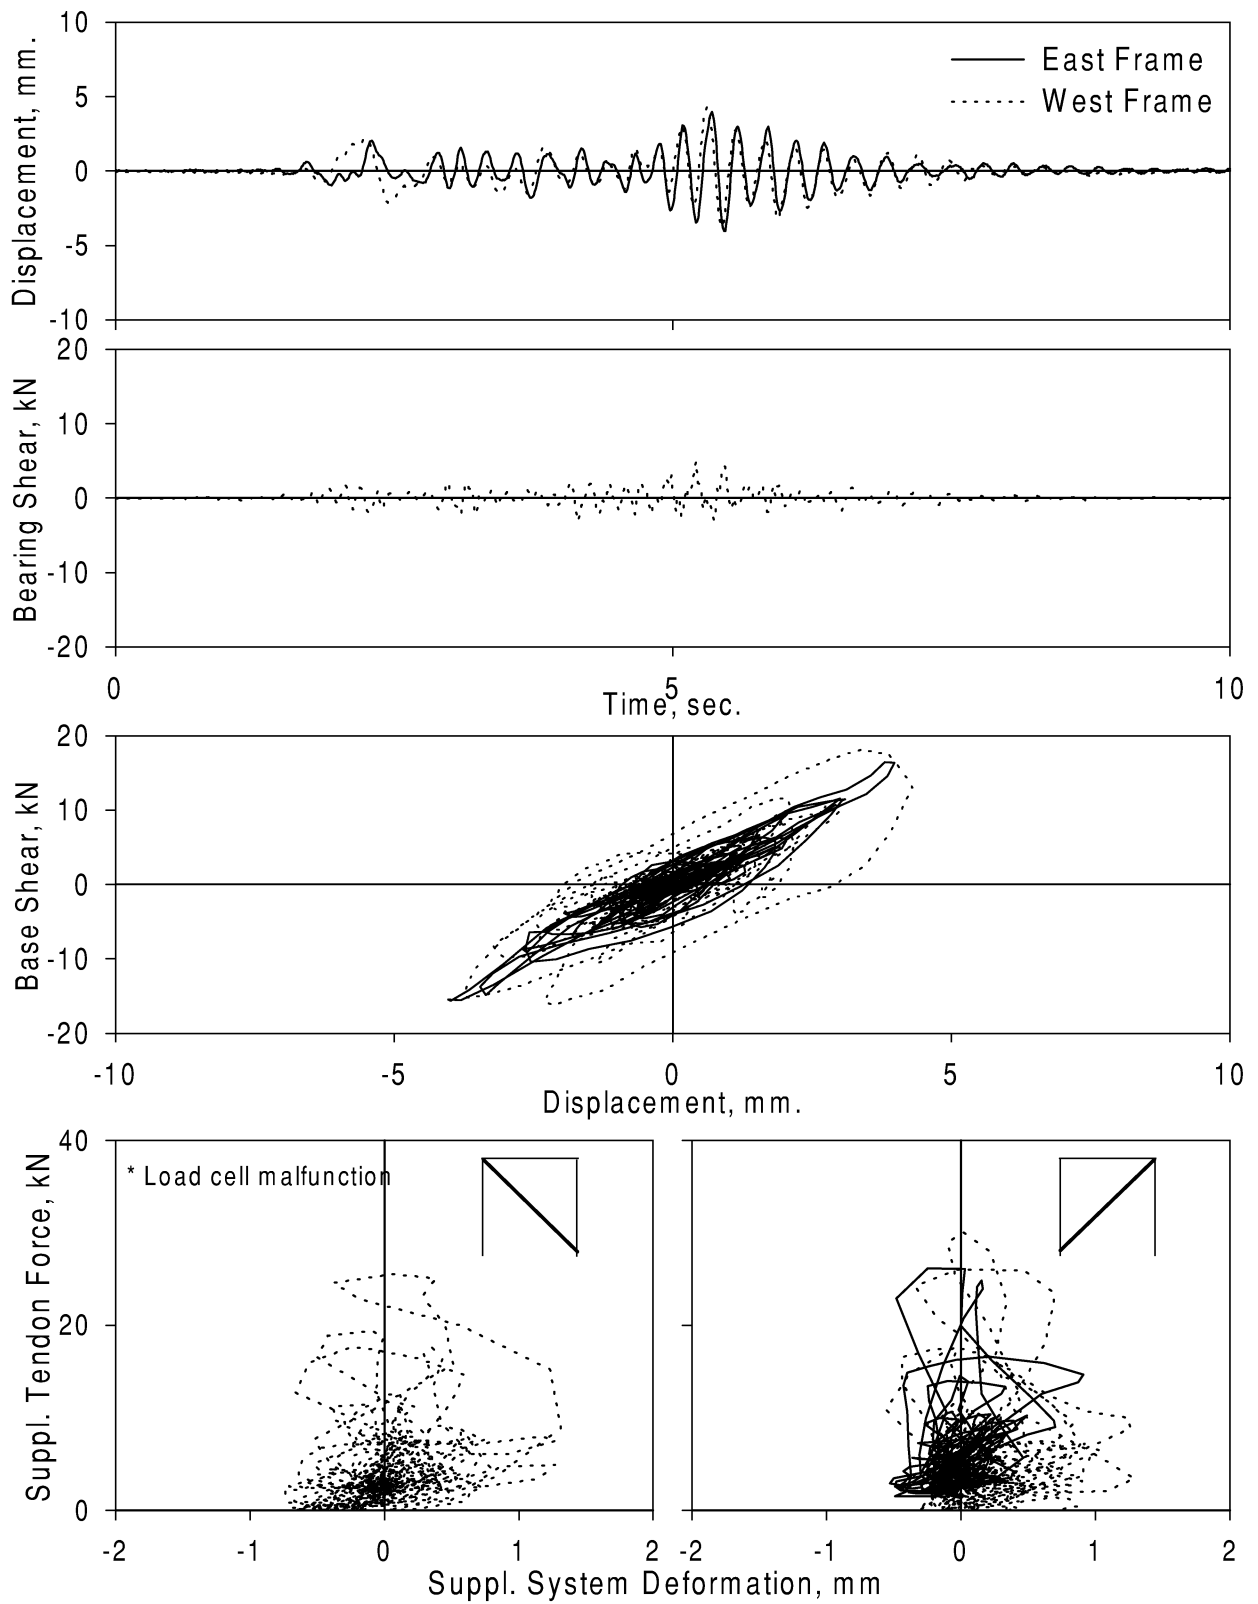 10
5
0
-5
-10
Displacement, mm.
East Frame
West Frame
20
10
0
-10
-20
Bearing Shear, kN
0 5 10
Time, sec.
20
10
0
-10
-20
Base Shear, kN
-10 -5 0 5 10
Displacement, mm.
40
20
0
Suppl. Tendon Force, kN
* Load cell malfunction
-2 -1 0 1 2 -2 -1 0 1 2
Suppl. System Deformation, mm